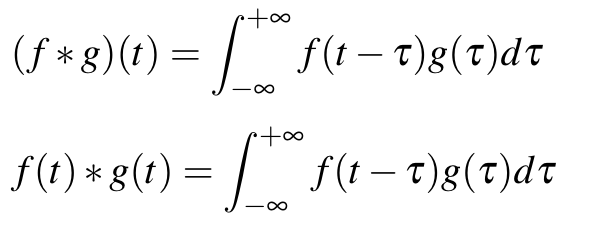 (f ∗ g)(t) = ∫_{−∞}^{+∞} f(t − τ)g(τ)dτ
f(t) ∗ g(t) = ∫_{−∞}^{+∞} f(t − τ)g(τ)dτ